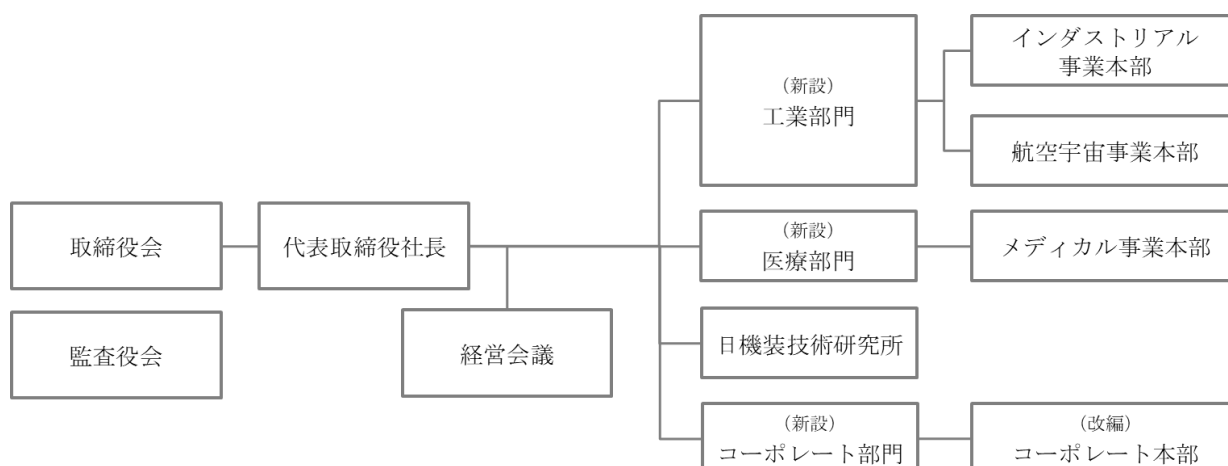 取締役会
監査役会
代表取締役社長
経営会議
(新設)
工業部門
インダストリアル
事業本部
航空宇宙事業本部
(新設)
医療部門
メディカル事業本部
日機装技術研究所
(新設)
コーポレート部門
(改編)
コーポレート本部